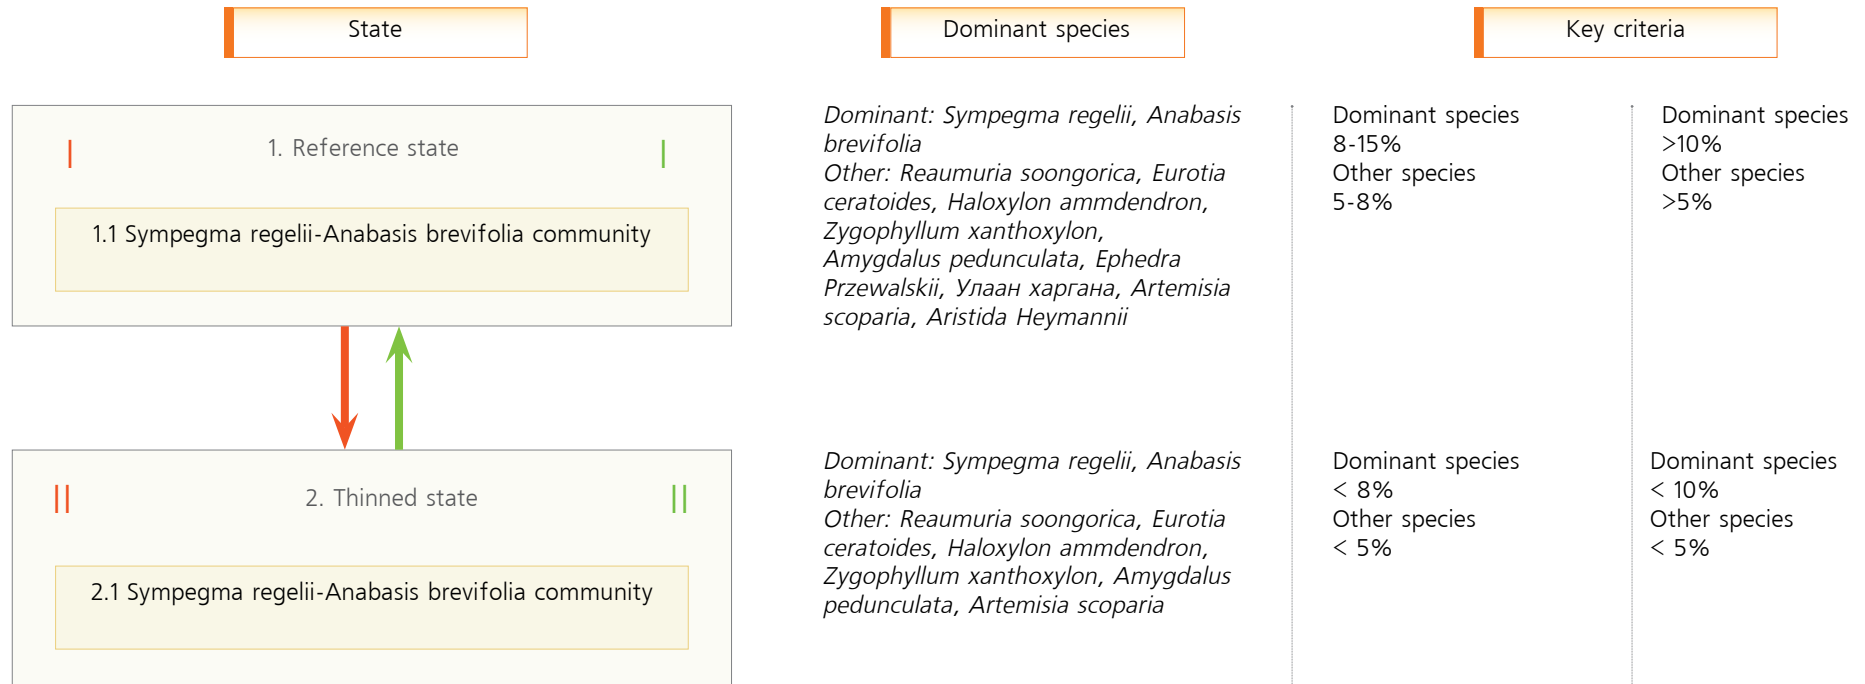 State
Dominant species
Key criteria
1. Reference state
1.1 Sympegma regelii-Anabasis brevifolia community
Dominant: Sympegma regelii, Anabasis
brevifolia
Other: Reaumuria soongorica, Eurotia
ceratoides, Haloxylon ammdendron,
Zygophyllum xanthoxylon,
Amygdalus pedunculata, Ephedra
Przewalskii, Улаан харгана, Artemisia
scoparia, Aristida Heymannii
Dominant species
8-15%
Other species
5-8%
Dominant species
>10%
Other species
>5%
2. Thinned state
2.1 Sympegma regelii-Anabasis brevifolia community
Dominant: Sympegma regelii, Anabasis
brevifolia
Other: Reaumuria soongorica, Eurotia
ceratoides, Haloxylon ammdendron,
Zygophyllum xanthoxylon, Amygdalus
pedunculata, Artemisia scoparia
Dominant species
< 8%
Other species
< 5%
Dominant species
< 10%
Other species
< 5%